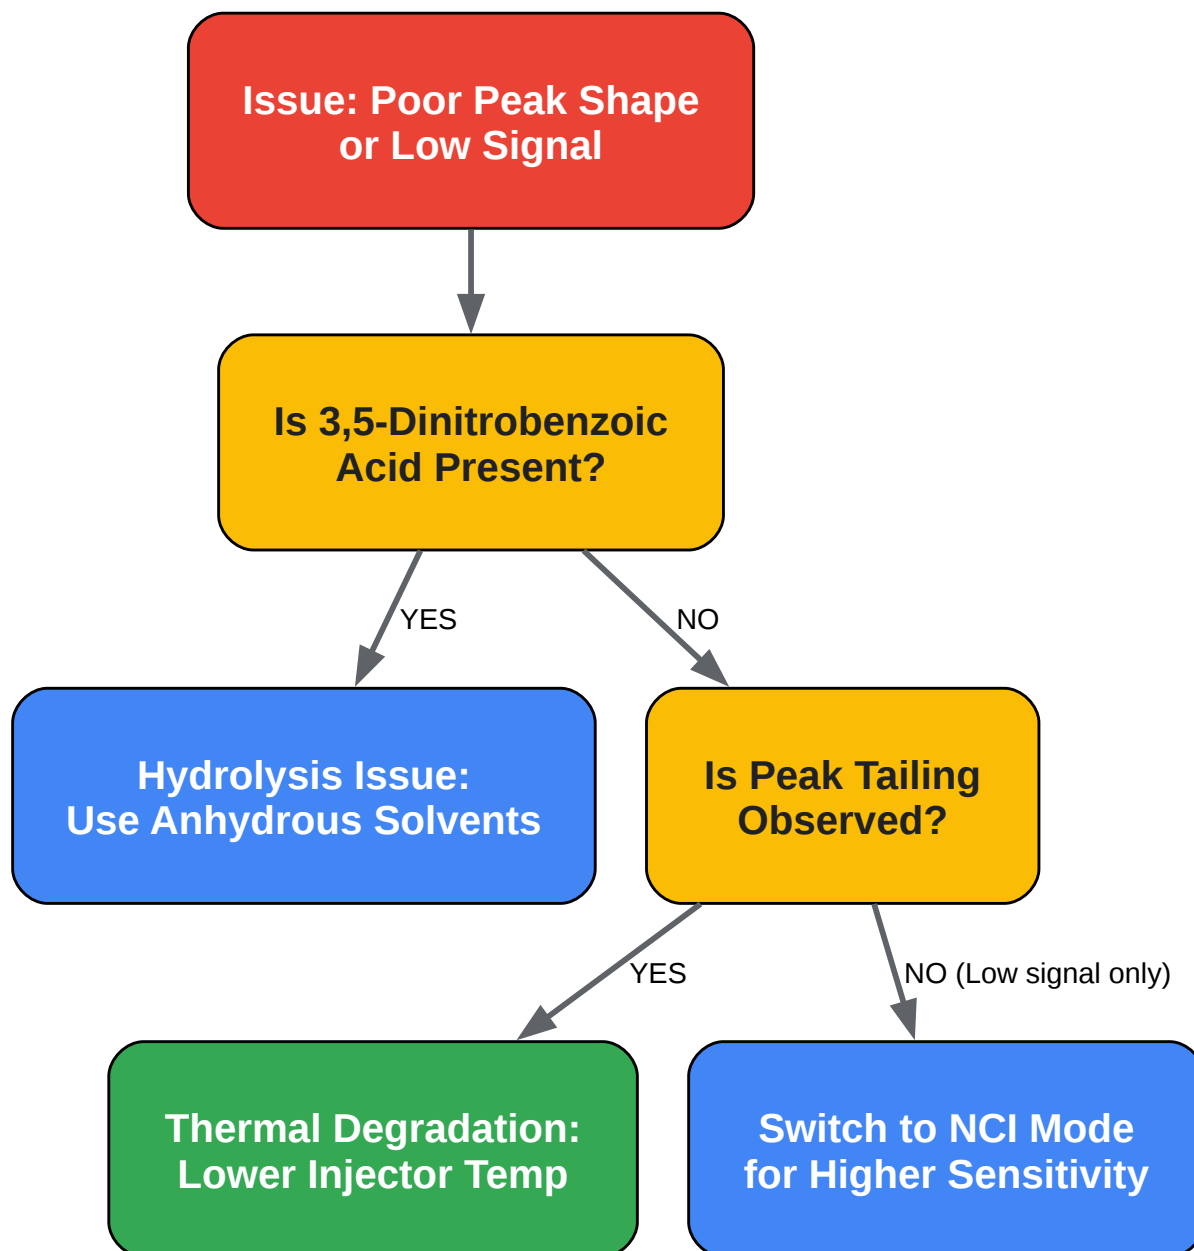 Issue: Poor Peak Shape
or Low Signal
Is 3,5-Dinitrobenzoic
Acid Present?
YES
NO
Hydrolysis Issue:
Use Anhydrous Solvents
Is Peak Tailing
Observed?
YES
NO (Low signal only)
Thermal Degradation:
Lower Injector Temp
Switch to NCI Mode
for Higher Sensitivity